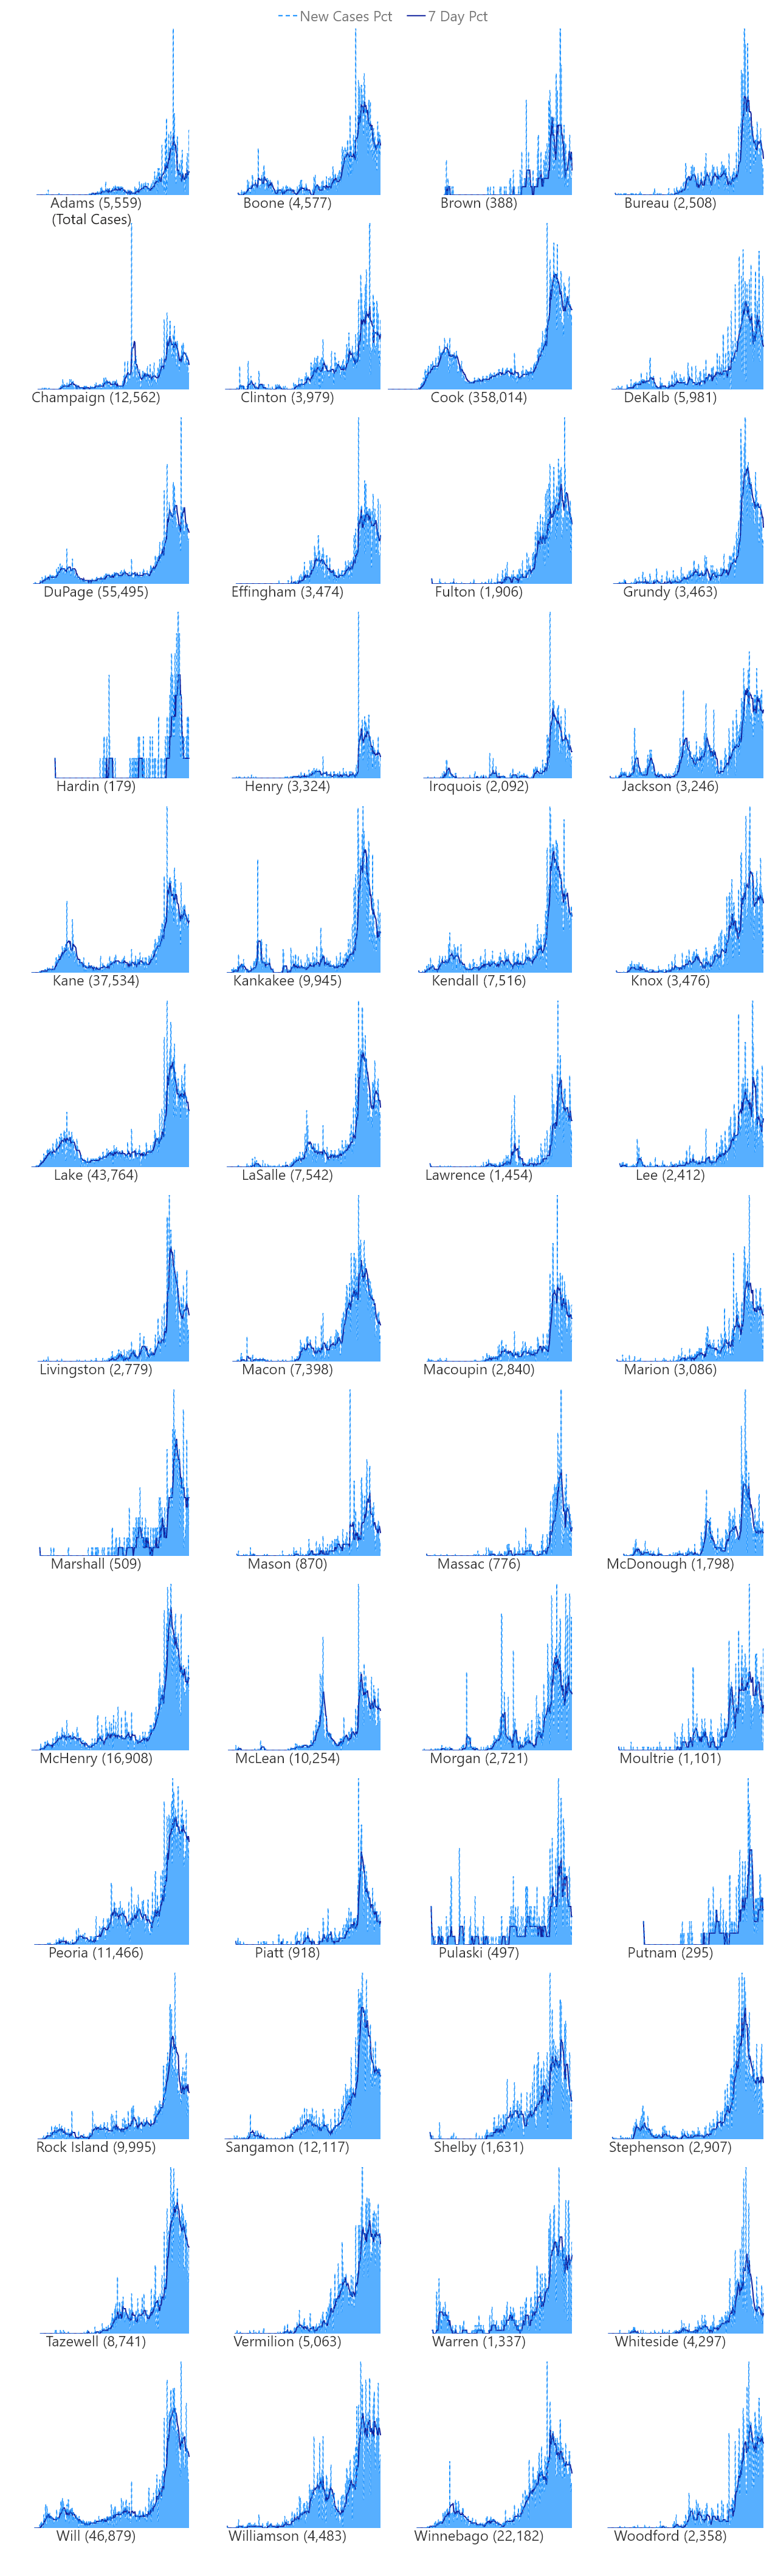 New Cases Pct 7 Day Pct
Adams (5,559) Boone (4,577) Brown (388) Bureau (2,508)
(Total Cases)
Champaign (12,562) Clinton (3,979) Cook (358,014) DeKalb (5,981)
DuPage (55,495) Effingham (3,474) Fulton (1,906) Grundy (3,463)
Hardin (179) Henry (3,324) Iroquois (2,092) Jackson (3,246)
Kane (37,534) Kankakee (9,945) Kendall (7,516) Knox (3,476)
Lake (43,764) LaSalle (7,542) Lawrence (1,454) Lee (2,412)
Livingston (2,779) Macon (7,398) Macoupin (2,840) Marion (3,086)
Marshall (509) Mason (870) Massac (776) McDonough (1,798)
McHenry (16,908) McLean (10,254) Morgan (2,721) Moultrie (1,101)
Peoria (11,466) Piatt (918) Pulaski (497) Putnam (295)
Rock Island (9,995) Sangamon (12,117) Shelby (1,631) Stephenson (2,907)
Tazewell (8,741) Vermilion (5,063) Warren (1,337) Whiteside (4,297)
Will (46,879) Williamson (4,483) Winnebago (22,182) Woodford (2,358)